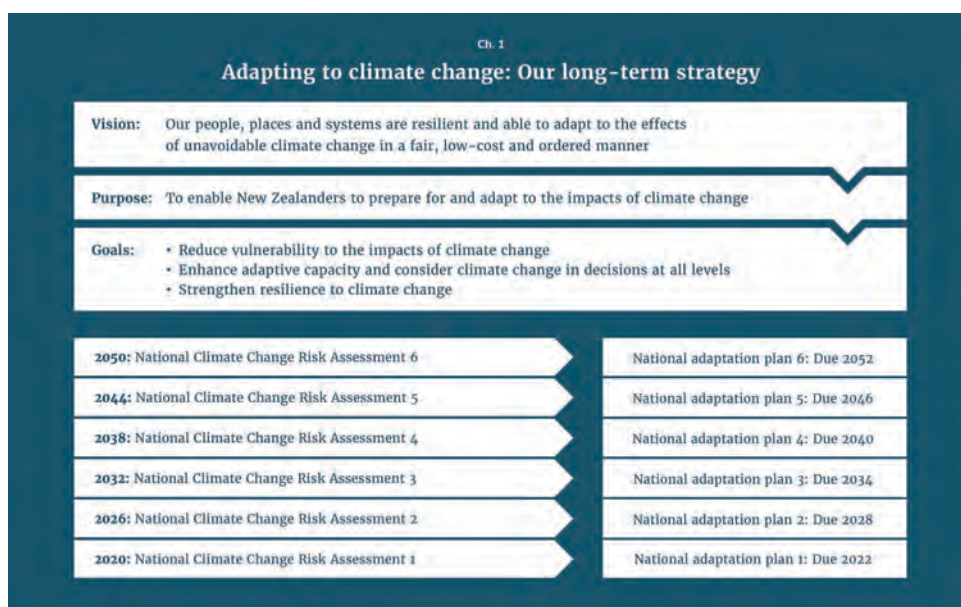 Ch. 1
Adapting to climate change: Our long-term strategy
Vision: Our people, places and systems are resilient and able to adapt to the effects
of unavoidable climate change in a fair, low-cost and ordered manner
Purpose: To enable New Zealanders to prepare for and adapt to the impacts of climate change
Goals: • Reduce vulnerability to the impacts of climate change
• Enhance adaptive capacity and consider climate change in decisions at all levels
• Strengthen resilience to climate change
2050: National Climate Change Risk Assessment 6
National adaptation plan 6: Due 2052
2044: National Climate Change Risk Assessment 5
National adaptation plan 5: Due 2046
2038: National Climate Change Risk Assessment 4
National adaptation plan 4: Due 2040
2032: National Climate Change Risk Assessment 3
National adaptation plan 3: Due 2034
2026: National Climate Change Risk Assessment 2
National adaptation plan 2: Due 2028
2020: National Climate Change Risk Assessment 1
National adaptation plan 1: Due 2022